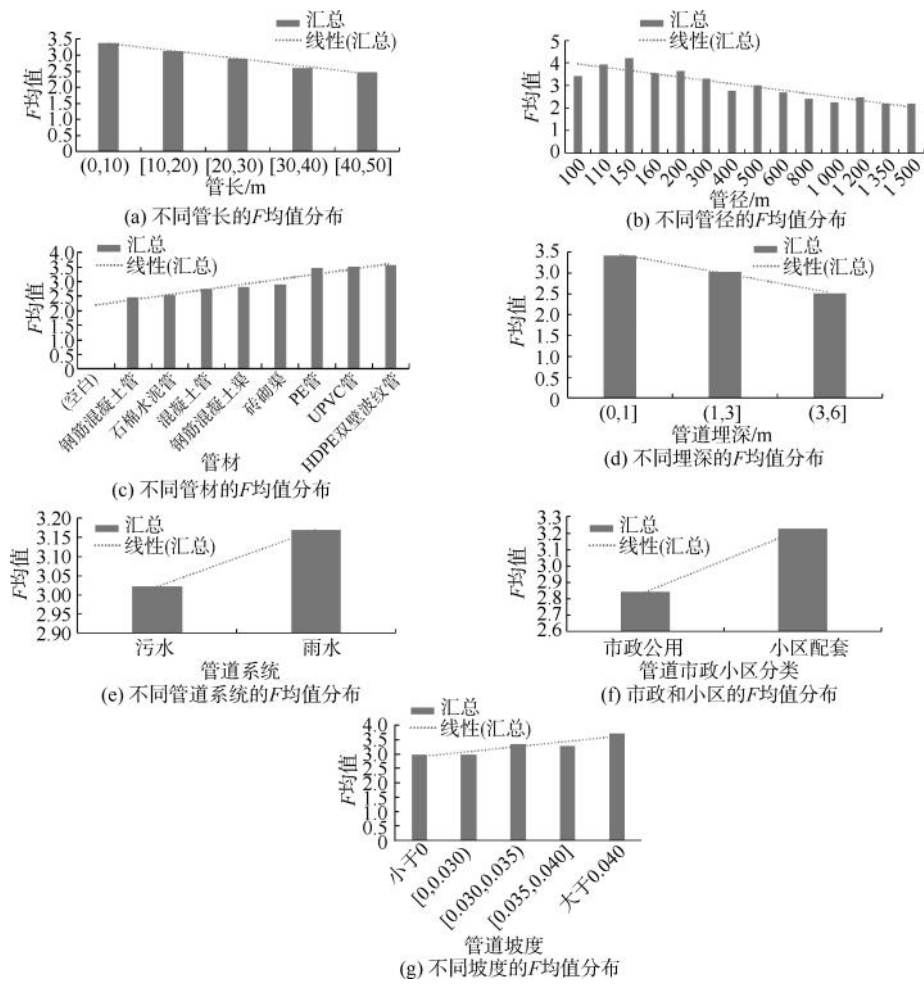 汇总
线性(汇总)
3.5
3.0
2.5
2.0
1.5
1.0
0.5
0
F均值
(0,10) [10,20) [20,30) [30,40) [40,50]
管长/m
(a) 不同管长的F均值分布
汇总
线性(汇总)
5
4
3
2
1
0
F均值
100 110 150 160 200 300 400 500 600 800 1 000 1 200 1 350 1 500
管径/m
(b) 不同管径的F均值分布
汇总
线性(汇总)
4.0
3.5
3.0
2.5
2.0
1.5
1.0
0.5
0
F均值
(空白) 钢筋混凝土管 石棉水泥管 混凝土管 钢筋混凝土渠 砖砌渠 PE管 UPVC管 HDPE双壁波纹管
管材
(c) 不同管材的F均值分布
汇总
线性(汇总)
3.5
3.0
2.5
2.0
1.5
1.0
0.5
0
F均值
(0,1] (1,3] (3,6]
管道埋深/m
(d) 不同埋深的F均值分布
汇总
线性(汇总)
3.20
3.15
3.10
3.05
3.00
2.95
2.90
F均值
污水 雨水
管道系统
(e) 不同管道系统的F均值分布
汇总
线性(汇总)
3.3
3.2
3.1
3.0
2.9
2.8
2.7
2.6
F均值
市政公用 小区配套
管道市政小区分类
(f) 市政和小区的F均值分布
汇总
线性(汇总)
4.0
3.5
3.0
2.5
2.0
1.5
1.0
0.5
0
F均值
小于0 [0,0.030) [0.030,0.035) [0.035,0.040] 大于0.040
管道坡度
(g) 不同坡度的F均值分布